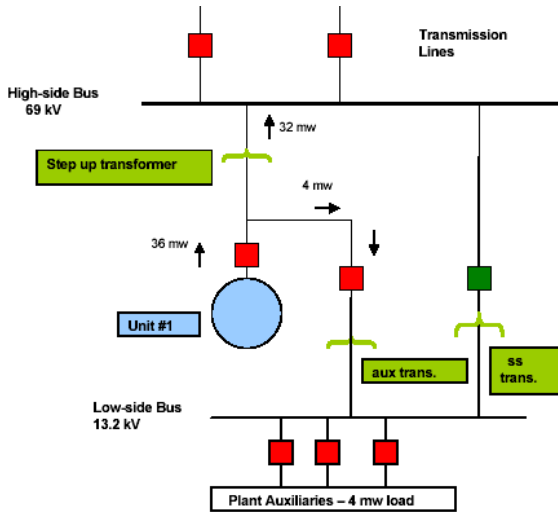 Transmission
Lines
High-side Bus
69 kV
32 mw
Step up transformer
4 mw
36 mw
Unit #1
aux trans.
ss
trans.
Low-side Bus
13.2 kV
Plant Auxiliaries – 4 mw load